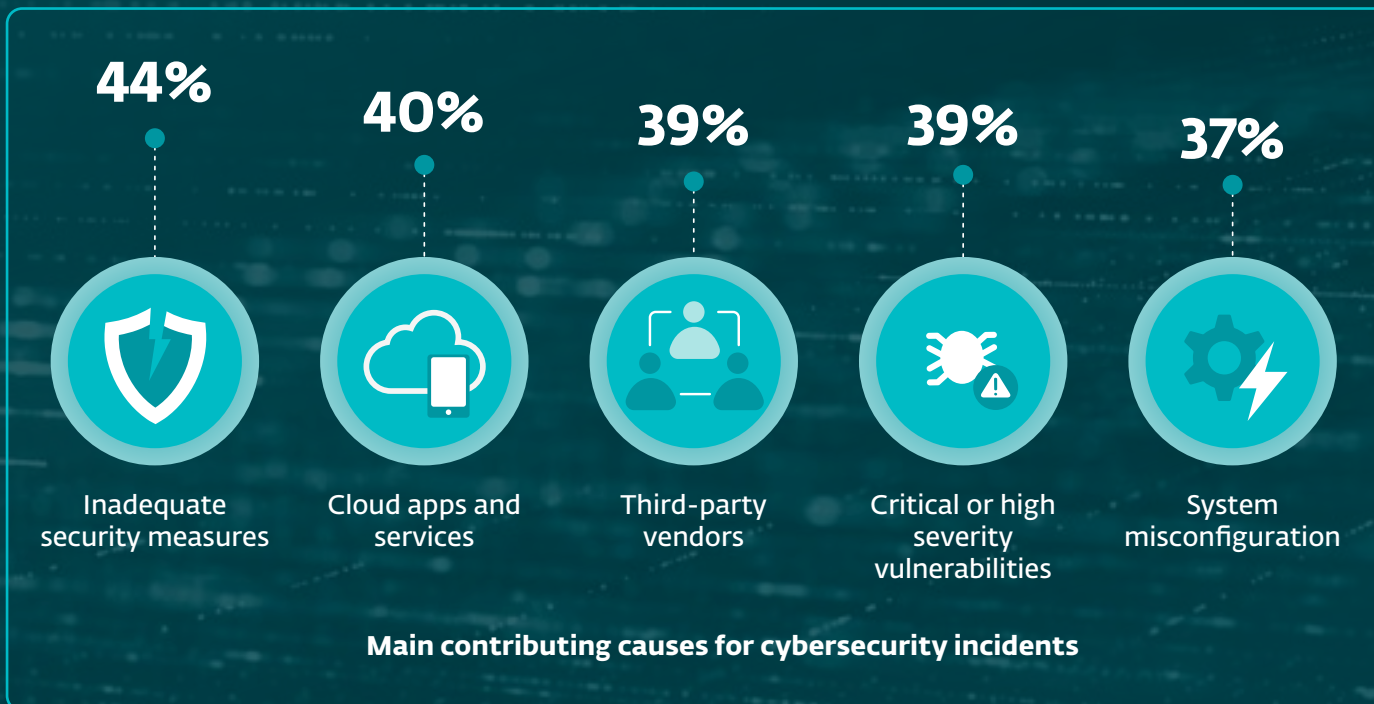 44%
40%
39%
39%
37%
Inadequate
security measures
Cloud apps and
services
Third-party
vendors
Critical or high
severity
vulnerabilities
System
misconfiguration
Main contributing causes for cybersecurity incidents